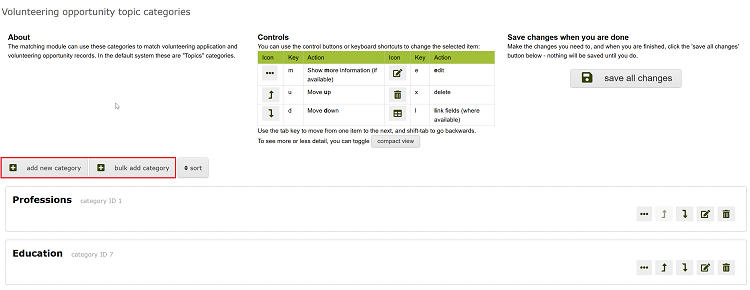 Volunteering opportunity topic categories
About
The matching module can use these categories to match volunteering application and
volunteering opportunity records. In the default system these are "Topics" categories.
Controls
You can use the control buttons or keyboard shortcuts to change the selected item:
Icon Key Action Icon Key Action
m Show more information (if available) e edit
u Move up x delete
d Move down l link fields (where available)
Use the tab key to move from one item to the next, and shift-tab to go backwards.
To see more or less detail, you can toggle compact view
Save changes when you are done
Make the changes you need to, and when you are finished, click the 'save all changes'
button below - nothing will be saved until you do.
save all changes
add new category bulk add category sort
Professions category ID 1
Education category ID 7